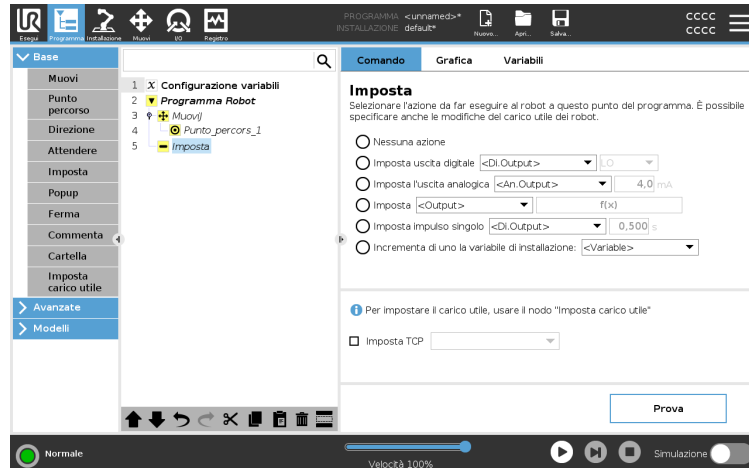 UR
Esegui
Programma
Installazione
Muovi
I/O
Registro
PROGRAMMA <unnamed>*
INSTALLAZIONE default*
Nuovo...
Apri...
Salva...
cccc
cccc
Base
Muovi
Punto
percorso
Direzione
Attendere
Imposta
Popup
Ferma
Commenta
Cartella
Imposta
carico utile
Avanzate
Modelli
1 X Configurazione variabili
2 Programma Robot
3 MuoviJ
4 Punto_percors_1
5 Imposta
Comando Grafica Variabili
Imposta
Selezionare l'azione da far eseguire al robot a questo punto del programma. È possibile
specificare anche le modifiche del carico utile dei robot.
Nessuna azione
Imposta uscita digitale <Di.Output> LO
Imposta l'uscita analogica <An.Output> 4,0 mA
Imposta <Output> f(x)
Imposta impulso singolo <Di.Output> 0,500 s
Incrementa di uno la variabile di installazione: <Variable>
Per impostare il carico utile, usare il nodo "Imposta carico utile"
Imposta TCP
Prova
Normale
Velocità 100%
Simulazione